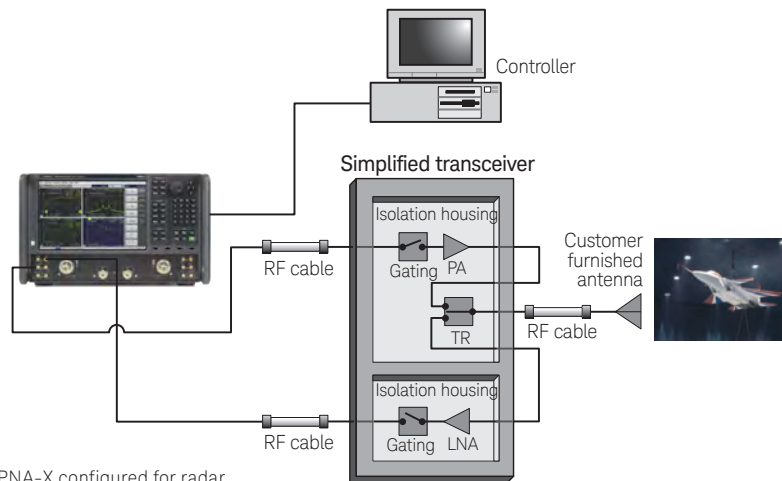 Controller
Simplified transceiver
Isolation housing
RF cable
Gating
PA
Customer
furnished
antenna
TR
RF cable
Isolation housing
RF cable
Gating
LNA
PNA-X configured for radar